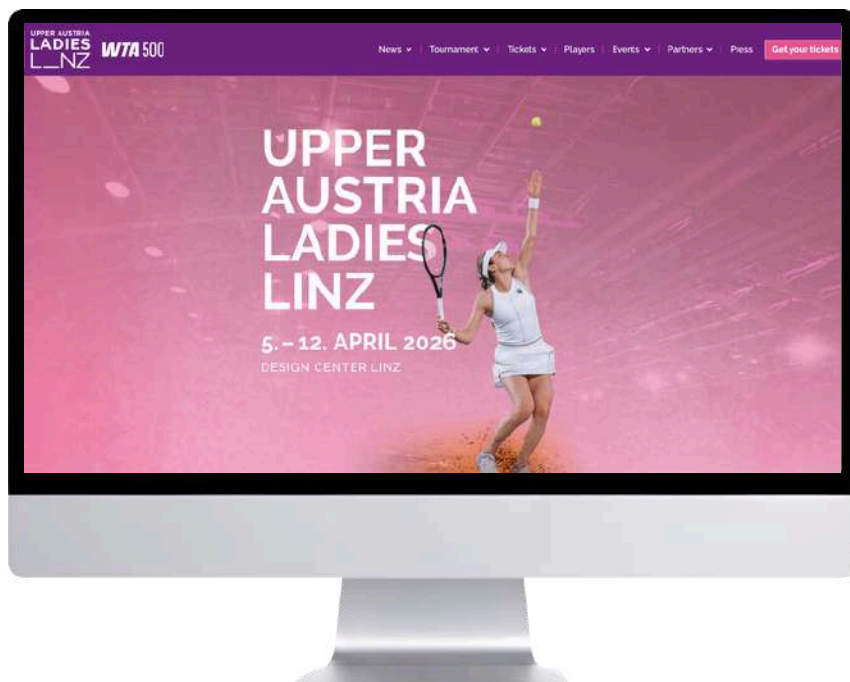 UPPER AUSTRIA
LADIES
L__NZ
WTA 500
News
Tournament
Tickets
Players
Events
Partners
Press
Get your tickets
UPPER
AUSTRIA
LADIES
LINZ
5. – 12. APRIL 2026
DESIGN CENTER LINZ